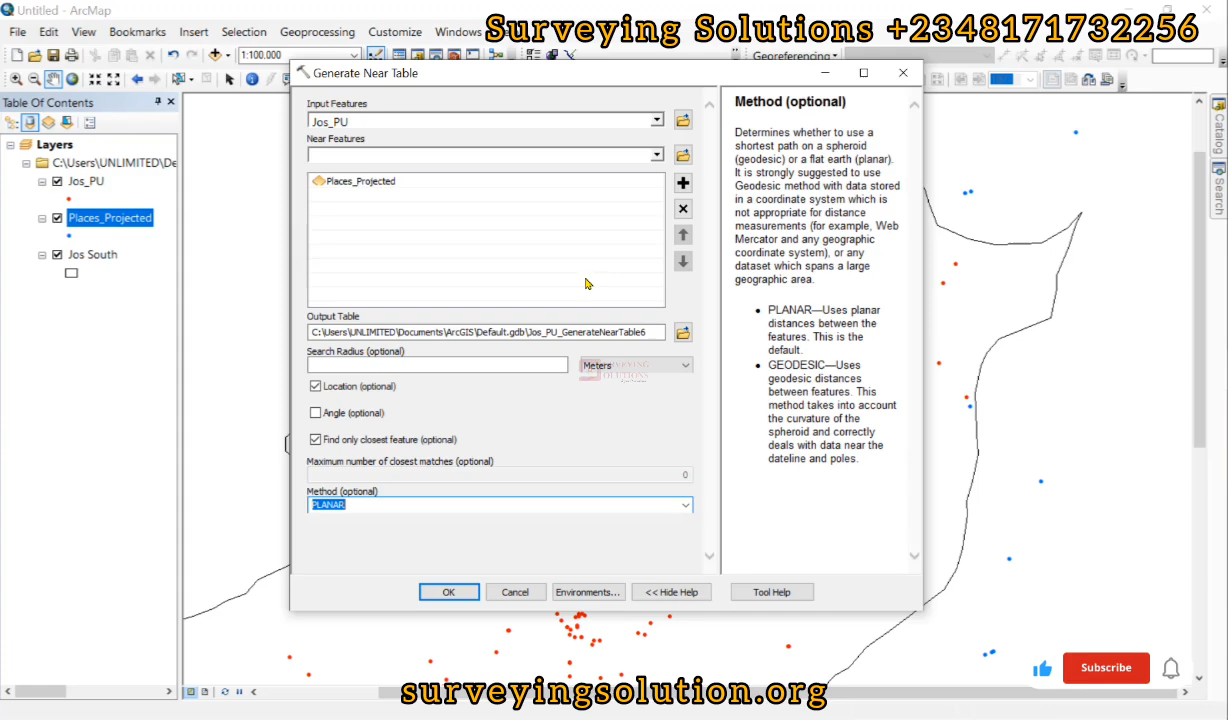 Untitled - ArcMap
Surveying Solutions +2348171732256
File Edit View Bookmarks Insert Selection Geoprocessing Customize Windows
1:100,000
Georeferencing
Table Of Contents
Layers
C:\Users\UNLIMITED\De
Jos_PU
Places_Projected
Jos South
Generate Near Table
Input Features
Jos_PU
Near Features
Places_Projected
Output Table
C:\Users\UNLIMITED\Documents\ArcGIS\Default.gdb\Jos_PU_GenerateNearTable6
Search Radius (optional)
Meters
SURVEYING
SOLUTIONS
Location (optional)
Angle (optional)
Find only closest feature (optional)
Maximum number of closest matches (optional)
0
Method (optional)
PLANAR
OK Cancel Environments... << Hide Help Tool Help
Method (optional)
Determines whether to use a
shortest path on a spheroid
(geodesic) or a flat earth (planar).
It is strongly suggested to use
Geodesic method with data stored
in a coordinate system which is
not appropriate for distance
measurements (for example, Web
Mercator and any geographic
coordinate system), or any
dataset which spans a large
geographic area.
• PLANAR—Uses planar
distances between the
features. This is the
default.
• GEODESIC—Uses
geodesic distances
between features. This
method takes into account
the curvature of the
spheroid and correctly
deals with data near the
dateline and poles.
Catalog
Search
Subscribe
surveyingsolution.org